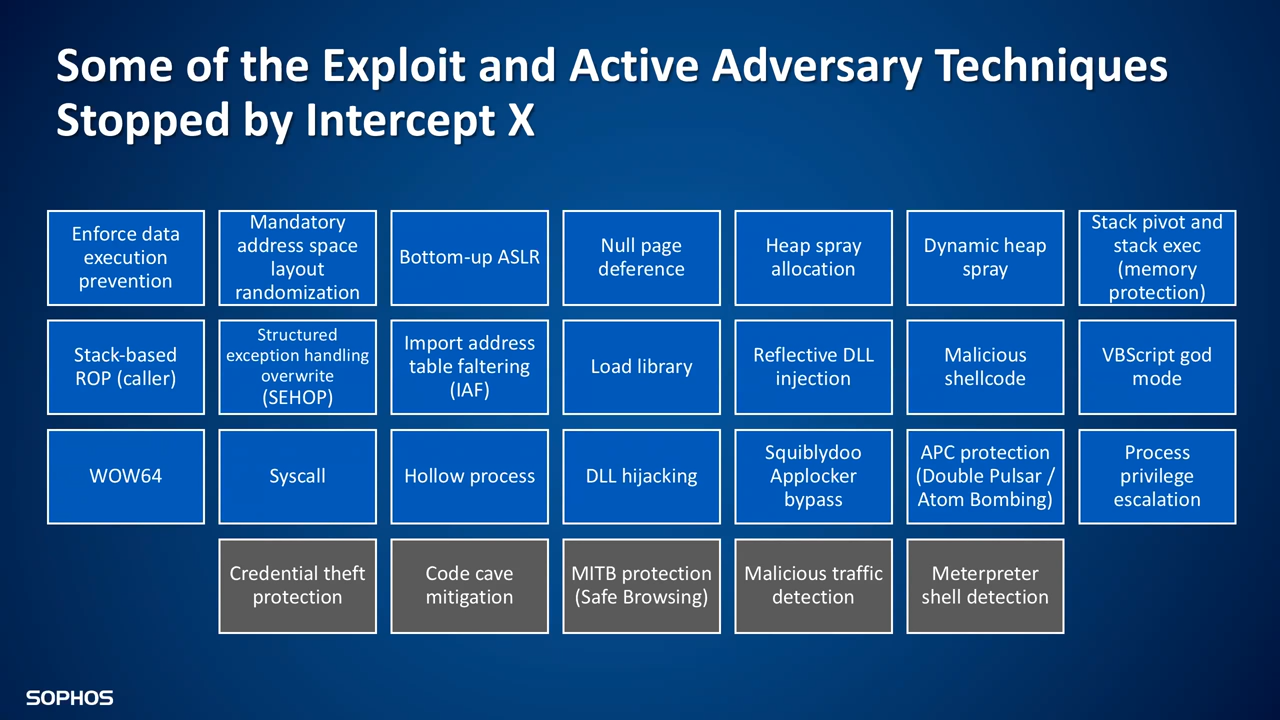 Some of the Exploit and Active Adversary Techniques
Stopped by Intercept X
Enforce data
execution
prevention
Mandatory
address space
layout
randomization
Bottom-up ASLR
Null page
deference
Heap spray
allocation
Dynamic heap
spray
Stack pivot and
stack exec
(memory
protection)
Stack-based
ROP (caller)
Structured
exception handling
overwrite
(SEHOP)
Import address
table faltering
(IAF)
Load library
Reflective DLL
injection
Malicious
shellcode
VBScript god
mode
WOW64
Syscall
Hollow process
DLL hijacking
Squiblydoo
Applocker
bypass
APC protection
(Double Pulsar /
Atom Bombing)
Process
privilege
escalation
Credential theft
protection
Code cave
mitigation
MITB protection
(Safe Browsing)
Malicious traffic
detection
Meterpreter
shell detection
SOPHOS